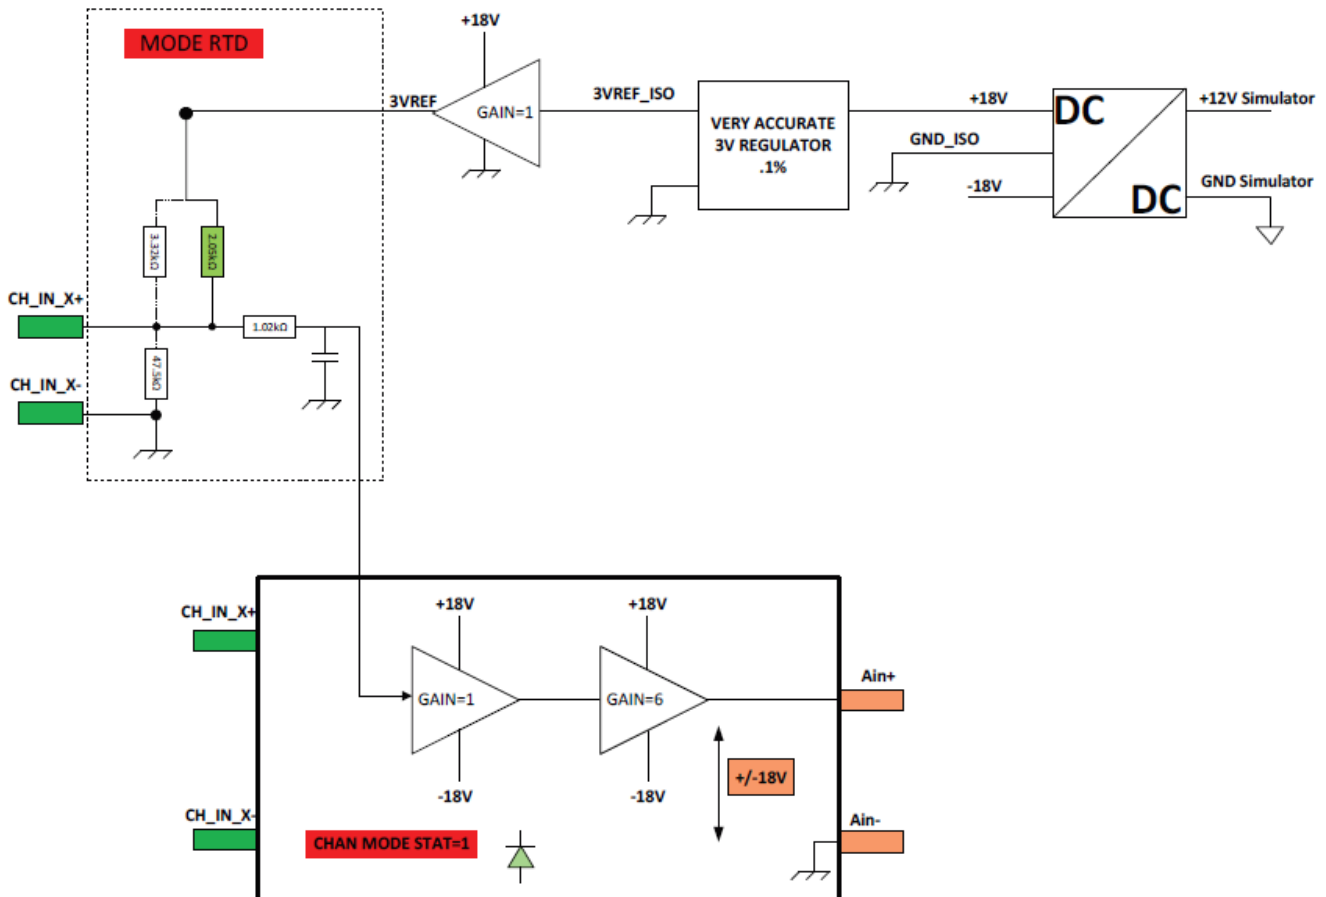 +18V
MODE RTD
3VREF
GAIN=1
3VREF_ISO
VERY ACCURATE
3V REGULATOR
.1%
+18V
GND_ISO
-18V
DC
DC
+12V Simulator
GND Simulator
3.32kΩ
2.05kΩ
CH_IN_X+
1.02kΩ
47.5kΩ
CH_IN_X-
CH_IN_X+
+18V
+18V
GAIN=1
GAIN=6
Ain+
-18V
-18V
+/-18V
CH_IN_X-
CHAN MODE STAT=1
Ain-